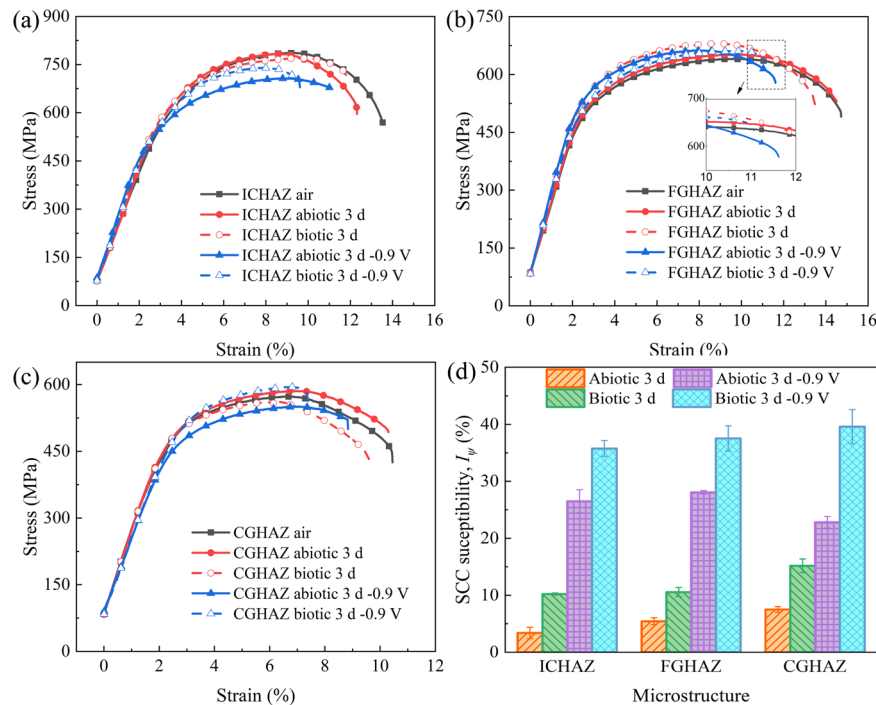 (a)
900
750
600
450
300
150
0
Stress (MPa)
ICHAZ air
ICHAZ abiotic 3 d
ICHAZ biotic 3 d
ICHAZ abiotic 3 d -0.9 V
ICHAZ biotic 3 d -0.9 V
0 2 4 6 8 10 12 14 16
Strain (%)
(b)
750
600
450
300
150
0
Stress (MPa)
700
600
10 11 12
FGHAZ air
FGHAZ abiotic 3 d
FGHAZ biotic 3 d
FGHAZ abiotic 3 d -0.9 V
FGHAZ biotic 3 d -0.9 V
0 2 4 6 8 10 12 14 16
Strain (%)
(c)
600
450
300
150
0
Stress (MPa)
CGHAZ air
CGHAZ abiotic 3 d
CGHAZ biotic 3 d
CGHAZ abiotic 3 d -0.9 V
CGHAZ biotic 3 d -0.9 V
0 2 4 6 8 10 12
Strain (%)
(d)
50
40
30
20
10
0
SCC suceptibility, Iψ (%)
Abiotic 3 d Abiotic 3 d -0.9 V
Biotic 3 d Biotic 3 d -0.9 V
ICHAZ FGHAZ CGHAZ
Microstructure